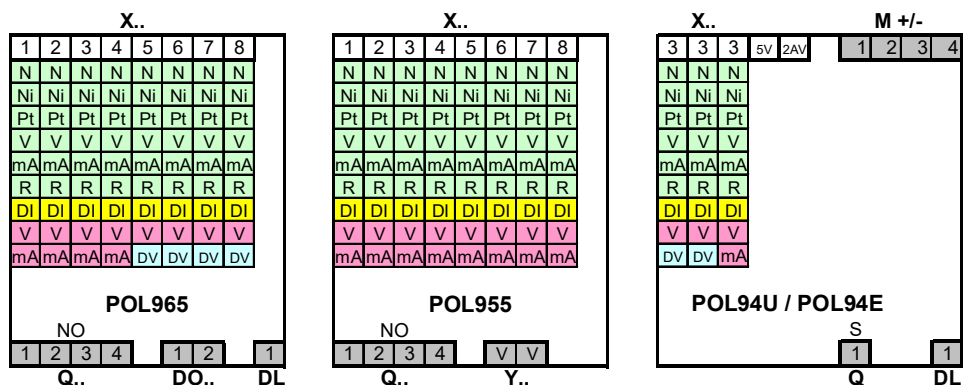 X.. X.. X.. M +/-
1 2 3 4 5 6 7 8 1 2 3 4 5 6 7 8 3 3 3 5V 2AV 1 2 3 4
N N N N N N N N N N N N N N N N N N N
Ni Ni Ni Ni Ni Ni Ni Ni Ni Ni Ni Ni Ni Ni Ni Ni Ni Ni Ni
Pt Pt Pt Pt Pt Pt Pt Pt Pt Pt Pt Pt Pt Pt Pt Pt Pt Pt Pt
V V V V V V V V V V V V V V V V V V V
mA mA mA mA mA mA mA mA mA mA mA mA mA mA mA mA mA mA mA
R R R R R R R R R R R R R R R R R R R
DI DI DI DI DI DI DI DI DI DI DI DI DI DI DI DI DI DI DI
V V V V V V V V V V V V V V V V V V V
mA mA mA mA DV DV DV DV mA mA mA mA mA mA mA mA DV DV mA
POL965 POL955 POL94U / POL94E
NO NO S
1 2 3 4 1 2 1 1 2 3 4 V V 1 1
Q.. DO.. DL Q.. Y.. Q DL